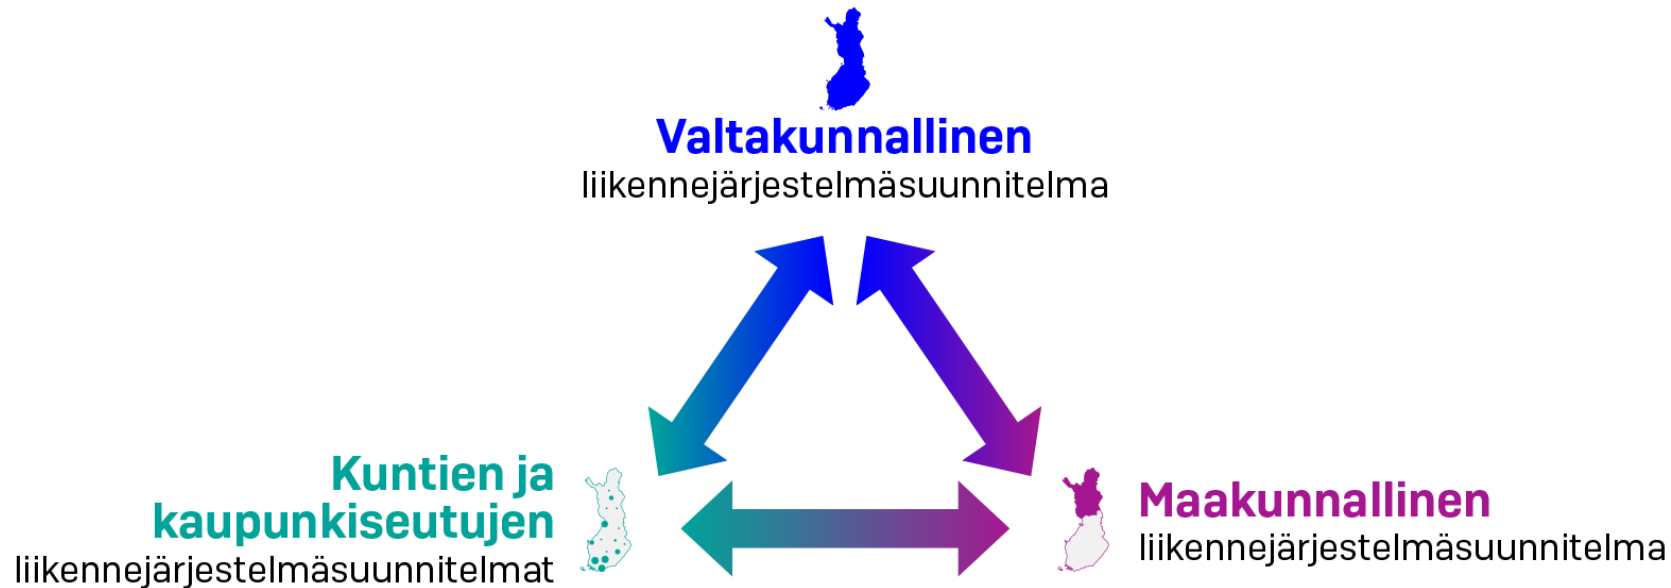 Valtakunnallinen
liikennejärjestelmäsuunnitelma
Kuntien ja
kaupunkiseutujen
liikennejärjestelmäsuunnitelmat
Maakunnallinen
liikennejärjestelmäsuunnitelma